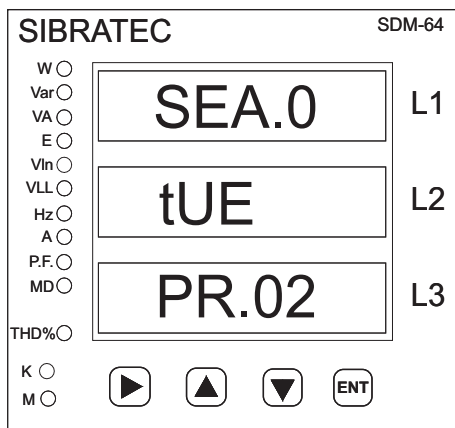 SIBRATEC SDM-64
W
Var
VA
E
Vln
VLL
Hz
A
P.F.
MD
THD%
K
M
SEA.0 L1
tUE L2
PR.02 L3
ENT